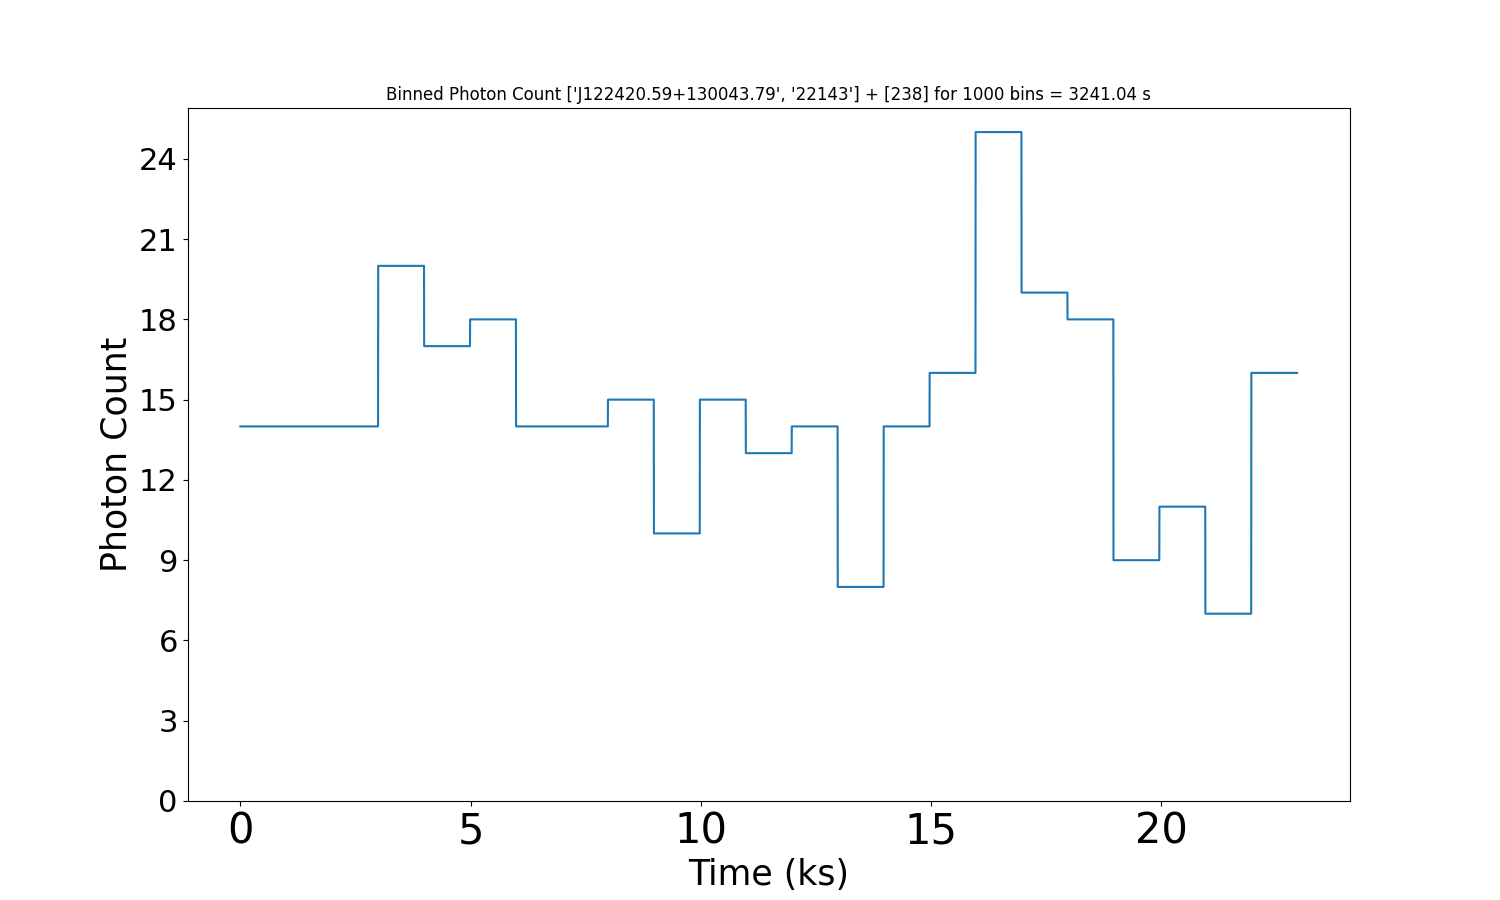 Binned Photon Count ['J122420.59+130043.79', '22143'] + [238] for 1000 bins = 3241.04 s
24
21
18
15
12
9
6
3
0
Photon Count
0 5 10 15 20
Time (ks)